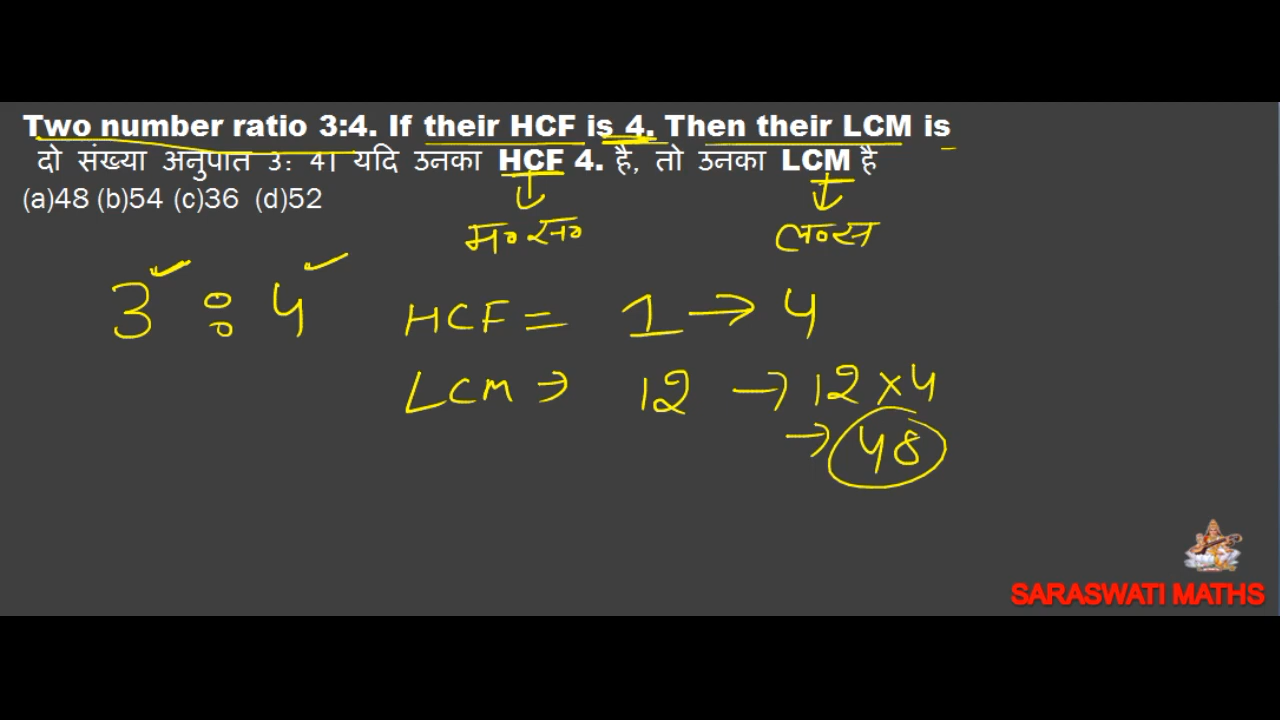 Two number ratio 3:4. If their HCF is 4. Then their LCM is
दो संख्या अनुपात 3: 4। यदि उनका HCF 4. है, तो उनका LCM है
(a)48 (b)54 (c)36 (d)52
म॰स॰ ल॰स
3 : 4 HCF = 1 → 4
LCM → 12 → 12 × 4
→ 48
SARASWATI MATHS